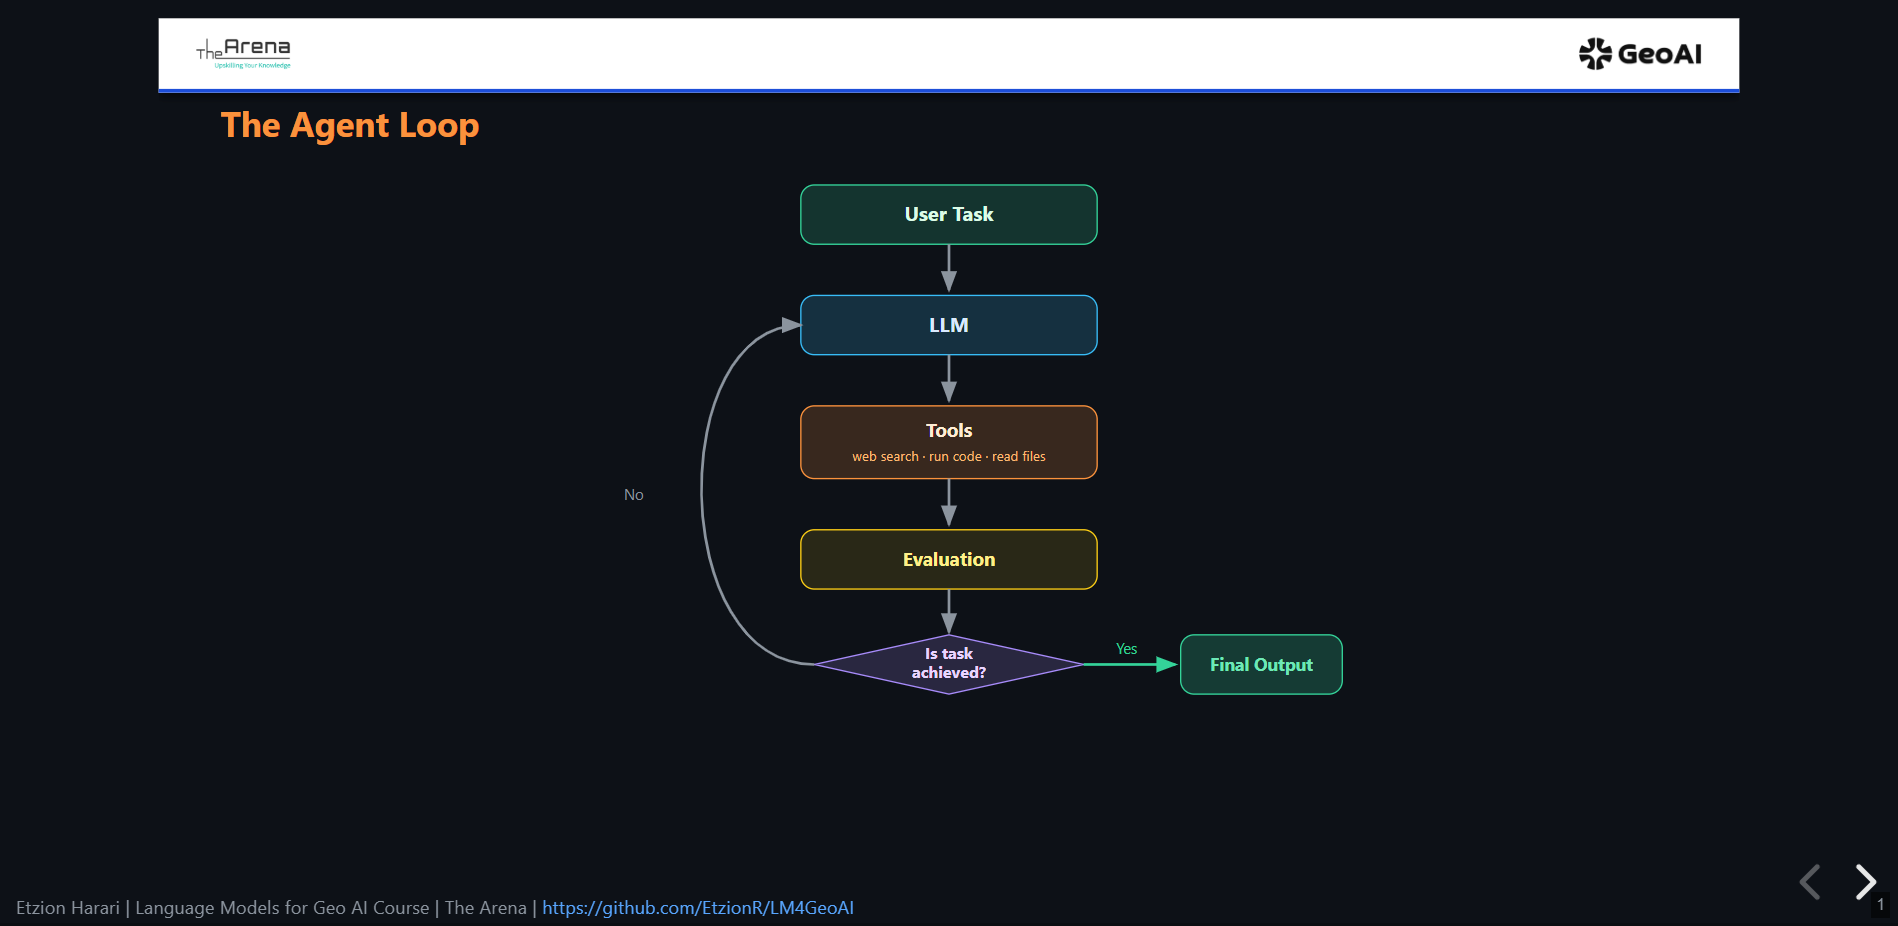 The Arena
Upskilling Your Knowledge
GeoAI
The Agent Loop
User Task
LLM
Tools
web search · run code · read files
No
Evaluation
Is task
achieved?
Yes
Final Output
Etzion Harari | Language Models for Geo AI Course | The Arena | https://github.com/EtzionR/LM4GeoAI
1